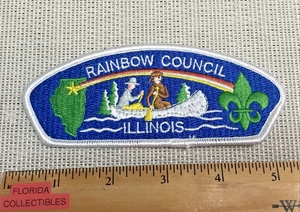 RAINBOW COUNCIL
ILLINOIS
FLORIDA
COLLECTIBLES
1 2 3 4 5
W